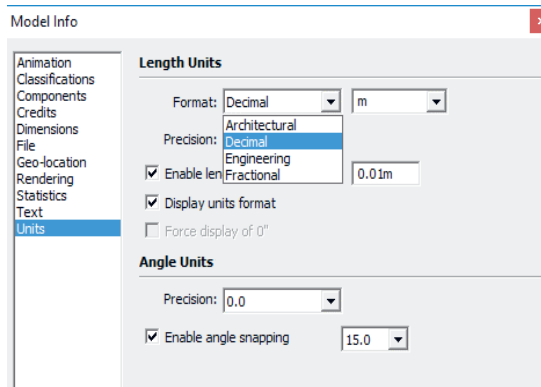 Model Info
Animation
Classifications
Components
Credits
Dimensions
File
Geo-location
Rendering
Statistics
Text
Units
Length Units
Format: Decimal m
Architectural
Decimal
Engineering
Fractional
Precision:
Enable len 0.01m
Display units format
Force display of 0"
Angle Units
Precision: 0.0
Enable angle snapping 15.0